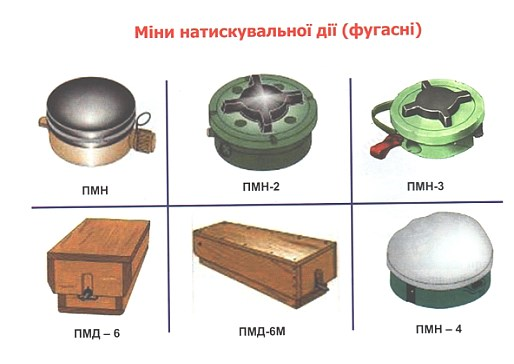 Міни натискувальної дії (фугасні)
ПМН
ПМН-2
ПМН-3
ПМД – 6
ПМД-6М
ПМН – 4